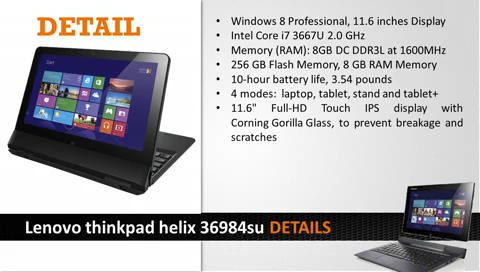 DETAIL
• Windows 8 Professional, 11.6 inches Display
• Intel Core i7 3667U 2.0 GHz
• Memory (RAM): 8GB DC DDR3L at 1600MHz
• 256 GB Flash Memory, 8 GB RAM Memory
• 10-hour battery life, 3.54 pounds
• 4 modes: laptop, tablet, stand and tablet+
• 11.6" Full-HD Touch IPS display with
Corning Gorilla Glass, to prevent breakage and
scratches
Lenovo thinkpad helix 36984su DETAILS